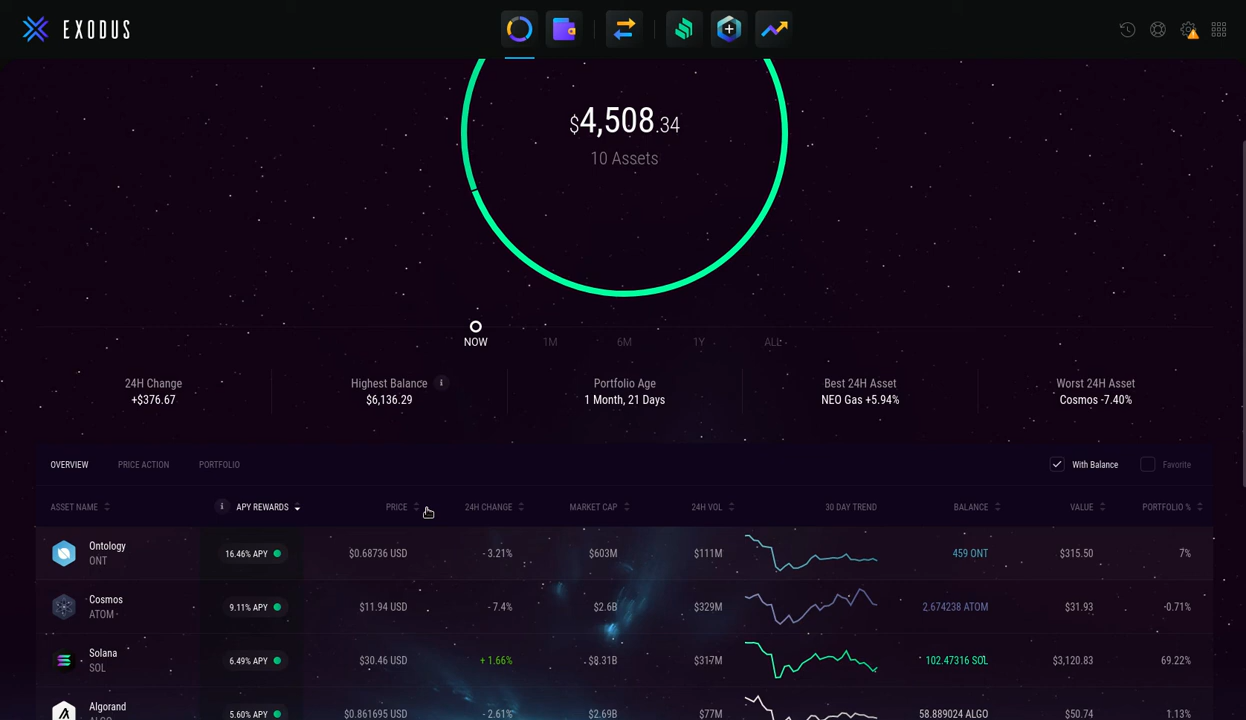 EXODUS
$4,508.34
10 Assets
NOW 1M 6M 1Y ALL
24H Change Highest Balance i Portfolio Age Best 24H Asset Worst 24H Asset
+$376.67 $6,136.29 1 Month, 21 Days NEO Gas +5.94% Cosmos -7.40%
OVERVIEW PRICE ACTION PORTFOLIO With Balance Favorite
ASSET NAME i APY REWARDS PRICE 24H CHANGE MARKET CAP 24H VOL 30 DAY TREND BALANCE VALUE PORTFOLIO %
Ontology
ONT
16.46% APY $0.68736 USD - 3.21% $603M $111M 459 ONT $315.50 7%
Cosmos
ATOM
9.11% APY $11.94 USD - 7.4% $2.6B $329M 2.674238 ATOM $31.93 0.71%
Solana
SOL
6.49% APY $30.46 USD + 1.66% $8.31B $317M 102.47316 SOL $3,120.83 69.22%
Algorand
ALGO
5.60% APY $0.861695 USD - 2.61% $2.69B $77M 58.889024 ALGO $50.74 1.13%